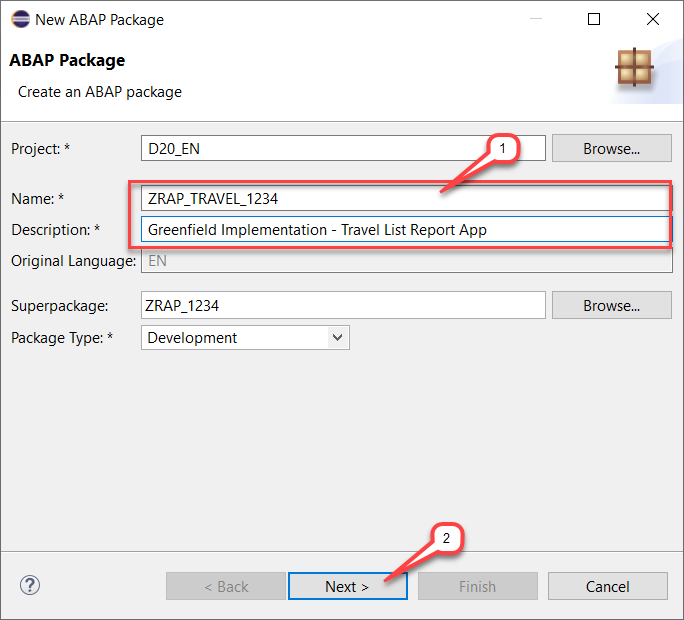 New ABAP Package
ABAP Package
Create an ABAP package
Project: * D20_EN Browse...
1
Name: * ZRAP_TRAVEL_1234
Description: * Greenfield Implementation - Travel List Report App
Original Language: EN
Superpackage: ZRAP_1234 Browse...
Package Type: * Development
2
? < Back Next > Finish Cancel